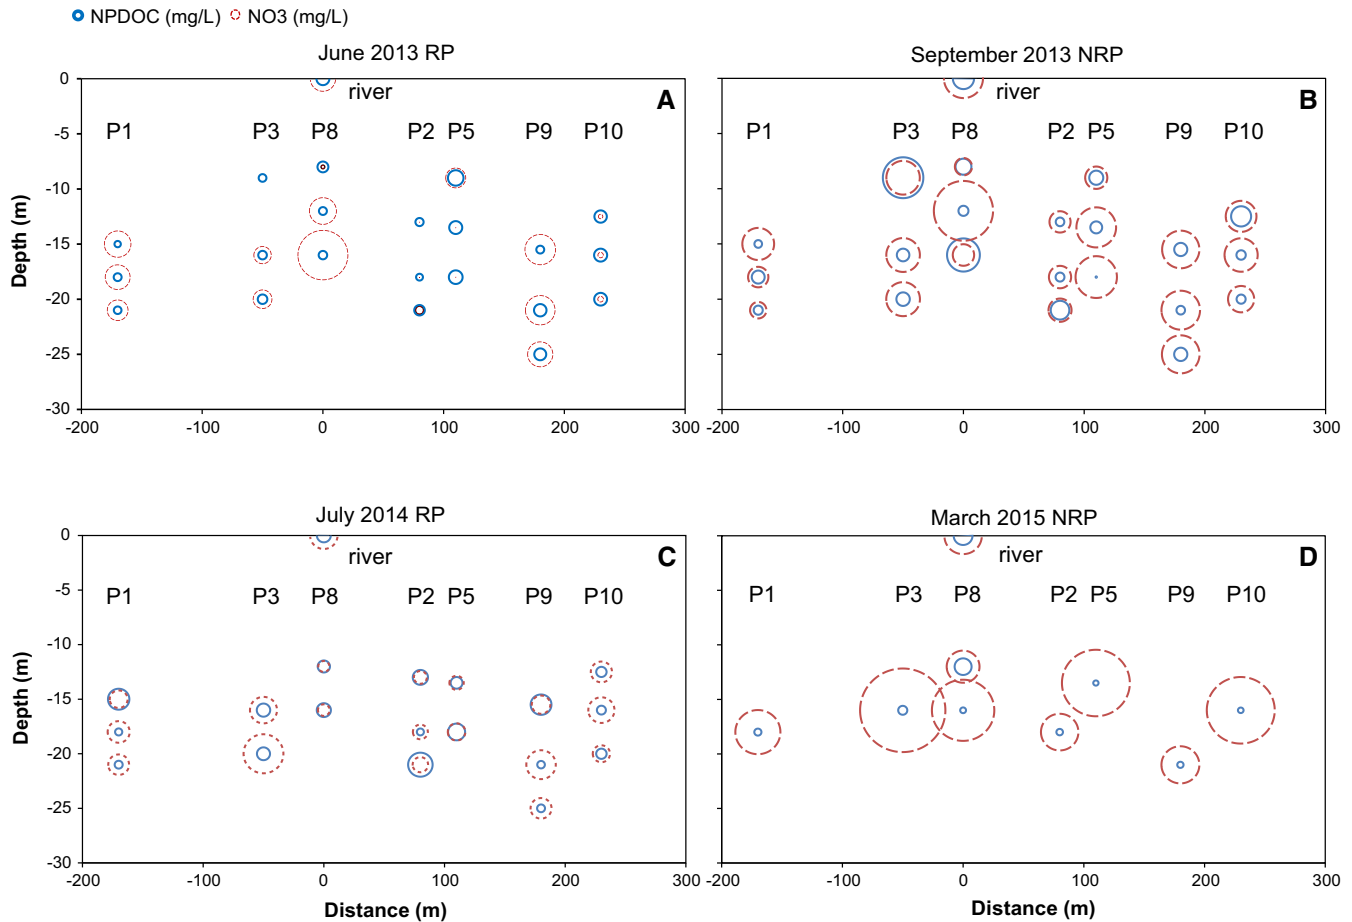 NPDOC (mg/L) NO3 (mg/L)
June 2013 RP
0
river
A
P1 P3 P8 P2 P5 P9 P10
-5
-10
-15
-20
-25
-30
Depth (m)
-200 -100 0 100 200 300
September 2013 NRP
river
B
P1 P3 P8 P2 P5 P9 P10
-200 -100 0 100 200 300
July 2014 RP
0
river
C
P1 P3 P8 P2 P5 P9 P10
-5
-10
-15
-20
-25
-30
Depth (m)
-200 -100 0 100 200 300
Distance (m)
March 2015 NRP
river
D
P1 P3 P8 P2 P5 P9 P10
-200 -100 0 100 200 300
Distance (m)